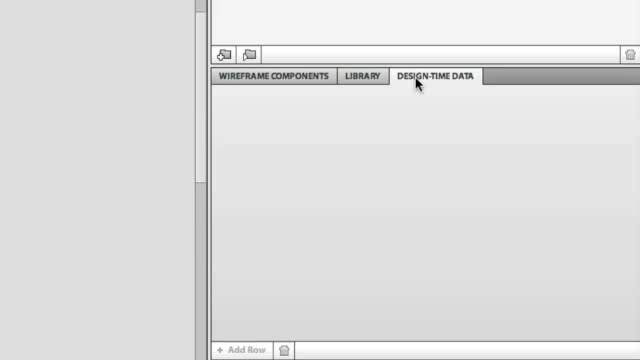 WIREFRAME COMPONENTS LIBRARY DESIGN-TIME DATA
+ Add Row